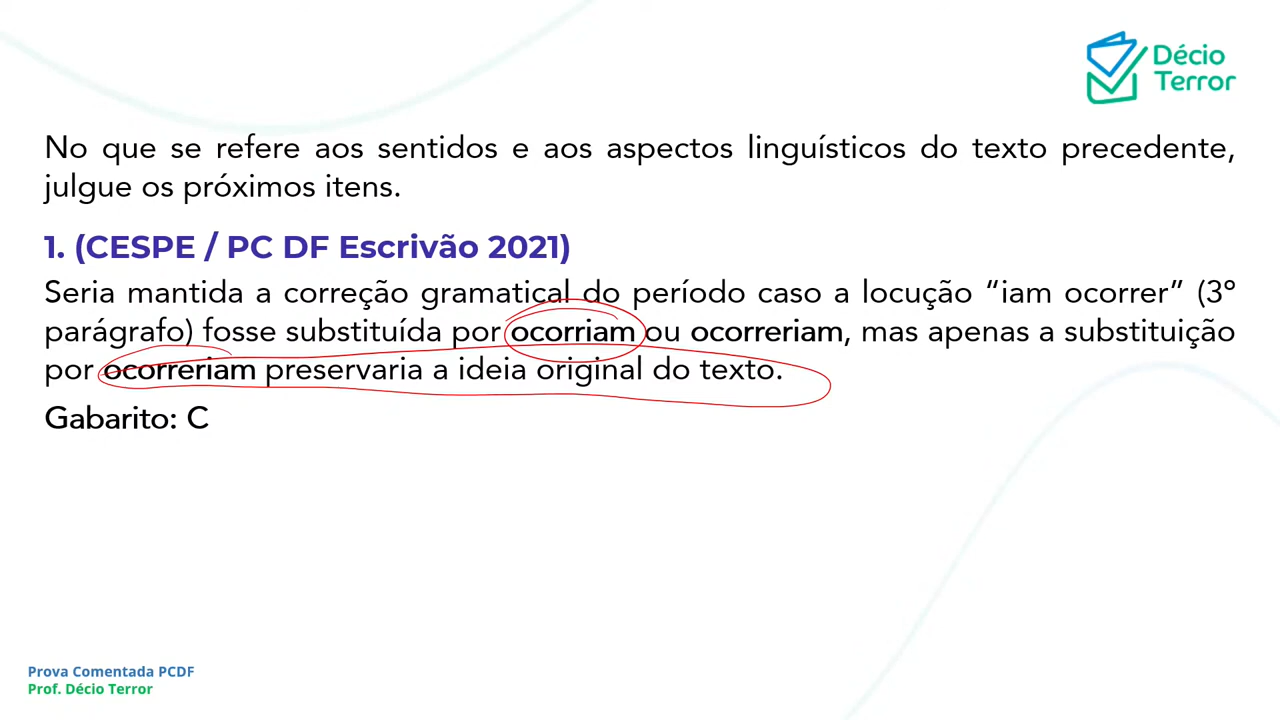 Décio
Terror
No que se refere aos sentidos e aos aspectos linguísticos do texto precedente,
julgue os próximos itens.
1. (CESPE / PC DF Escrivão 2021)
Seria mantida a correção gramatical do período caso a locução “iam ocorrer” (3º
parágrafo) fosse substituída por ocorriam ou ocorreriam, mas apenas a substituição
por ocorreriam preservaria a ideia original do texto.
Gabarito: C
Prova Comentada PCDF
Prof. Décio Terror